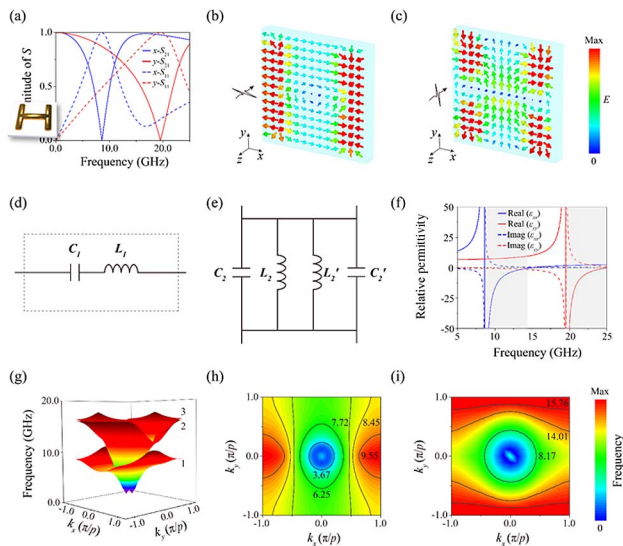 (a)
1.0
0.5
0.0
nitude of S
x-S21
y-S21
x-S11
y-S11
0
5
10
15
20
Frequency (GHz)
(b)
y
z
x
(c)
y
z
x
Max
E
0
(d)
C1
L1
(e)
C2
L2
L2'
C2'
(f)
50
25
0
-25
-50
Relative permittivity
Real (εxx)
Real (εyy)
Imag (εxx)
Imag (εyy)
5
10
15
20
25
Frequency (GHz)
(g)
20.0
10.0
0.0
Frequency (GHz)
3
2
1
-1.0
0.0
1.0
kx (π/p)
-1.0
0.0
1.0
ky (π/p)
(h)
1.0
0.0
-1.0
ky (π/p)
7.72
8.45
9.55
3.67
6.25
-1.0
0.0
1.0
kx (π/p)
(i)
1.0
0.0
-1.0
ky (π/p)
15.76
14.01
8.17
-1.0
0.0
1.0
kx (π/p)
Max
Frequency
0